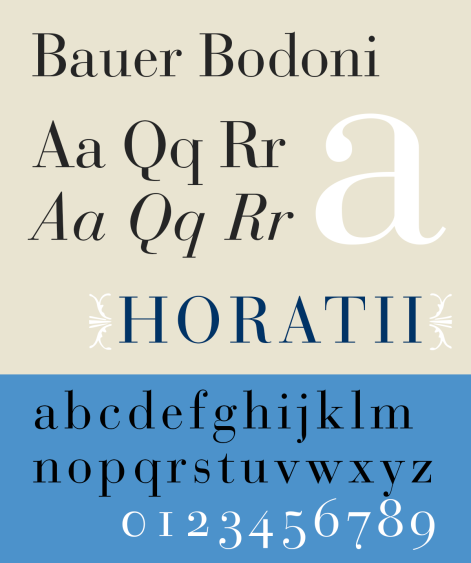 Bauer Bodoni
Aa Qq Rr
a
Aa Qq Rr
HORATII
abcdefghijklm
nopqrstuvwxyz
0123456789